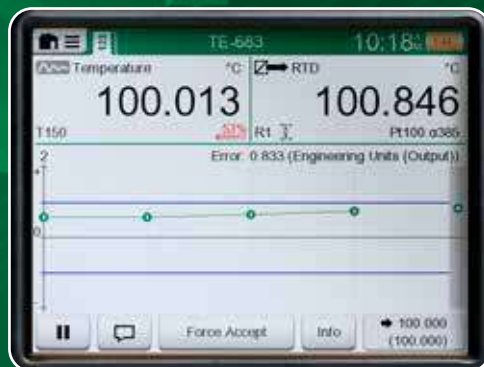 TE-683 10:18
Temperature °C RTD °C
100.013 100.846
T150 R1 Pt100 α385
2 Error: 0.833 (Engineering Units (Output))
0
Force Accept Info 100.000
(100.000)